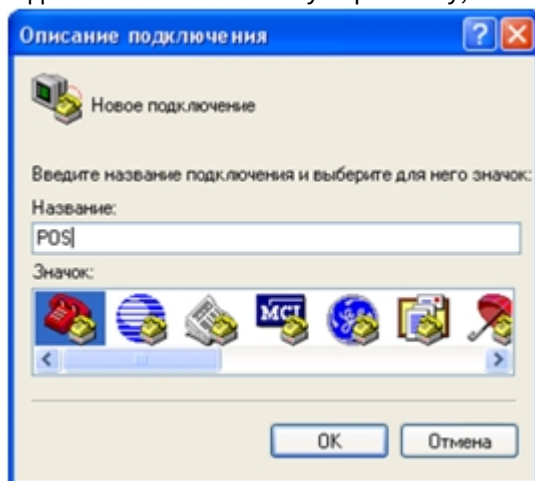 Описание подключения
Новое подключение
Введите название подключения и выберите для него значок:
Название:
POS
Значок:
MCI
OK
Отмена